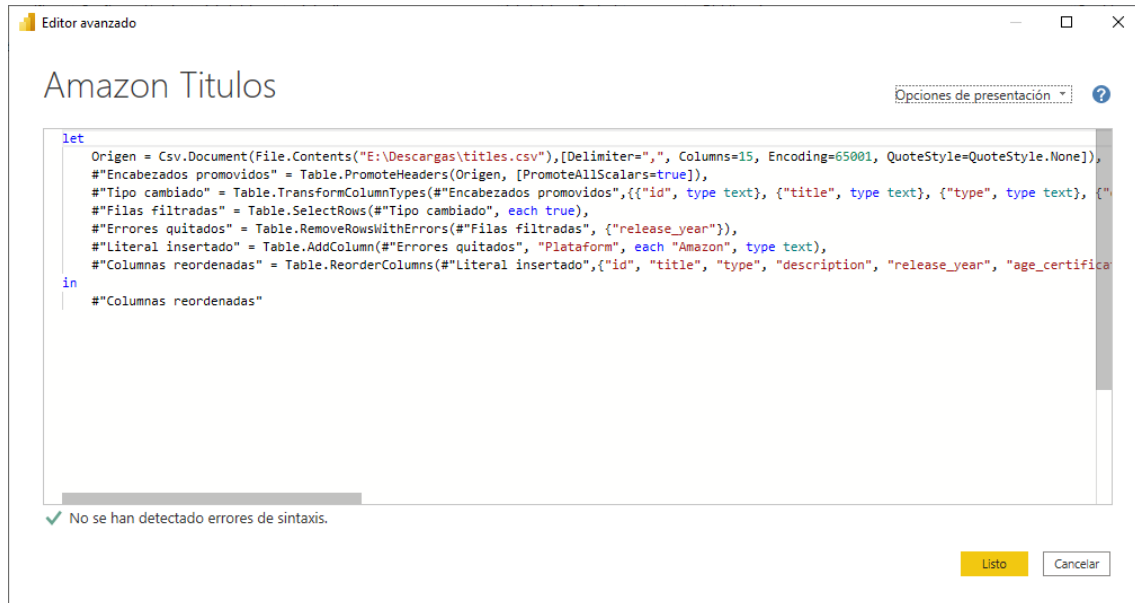 Editor avanzado
Amazon Titulos
Opciones de presentación
?
let
Origen = Csv.Document(File.Contents("E:\Descargas\titles.csv"),[Delimiter=",", Columns=15, Encoding=65001, QuoteStyle=QuoteStyle.None]),
#"Encabezados promovidos" = Table.PromoteHeaders(Origen, [PromoteAllScalars=true]),
#"Tipo cambiado" = Table.TransformColumnTypes(#"Encabezados promovidos",{{"id", type text}, {"title", type text}, {"type", type text}, {"
#"Filas filtradas" = Table.SelectRows(#"Tipo cambiado", each true),
#"Errores quitados" = Table.RemoveRowsWithErrors(#"Filas filtradas", {"release_year"}),
#"Literal insertado" = Table.AddColumn(#"Errores quitados", "Plataform", each "Amazon", type text),
#"Columnas reordenadas" = Table.ReorderColumns(#"Literal insertado",{"id", "title", "type", "description", "release_year", "age_certifica
in
#"Columnas reordenadas"
No se han detectado errores de sintaxis.
Listo
Cancelar